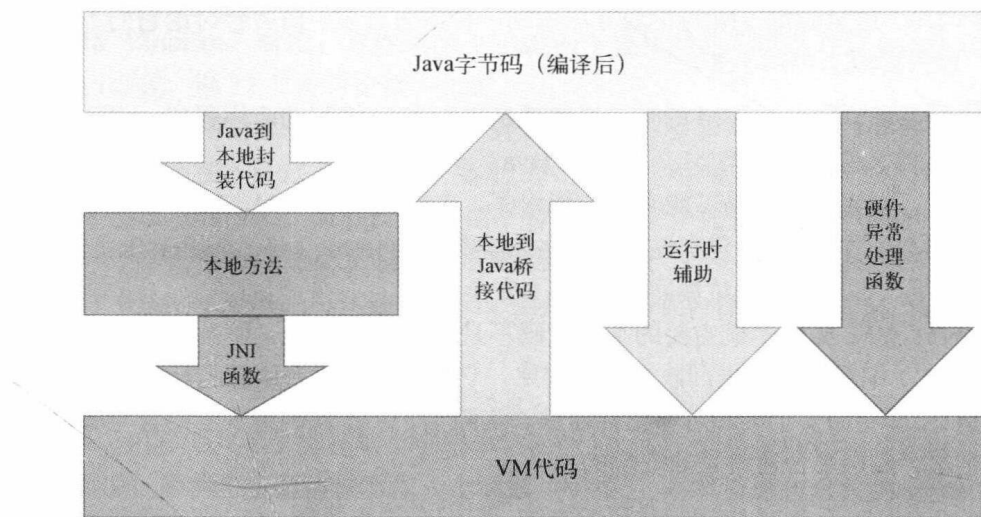 Java字节码（编译后）
Java到
本地封
装代码
本地方法
JNI
函数
本地到
Java桥
接代码
运行时
辅助
硬件
异常
处理
函数
VM代码